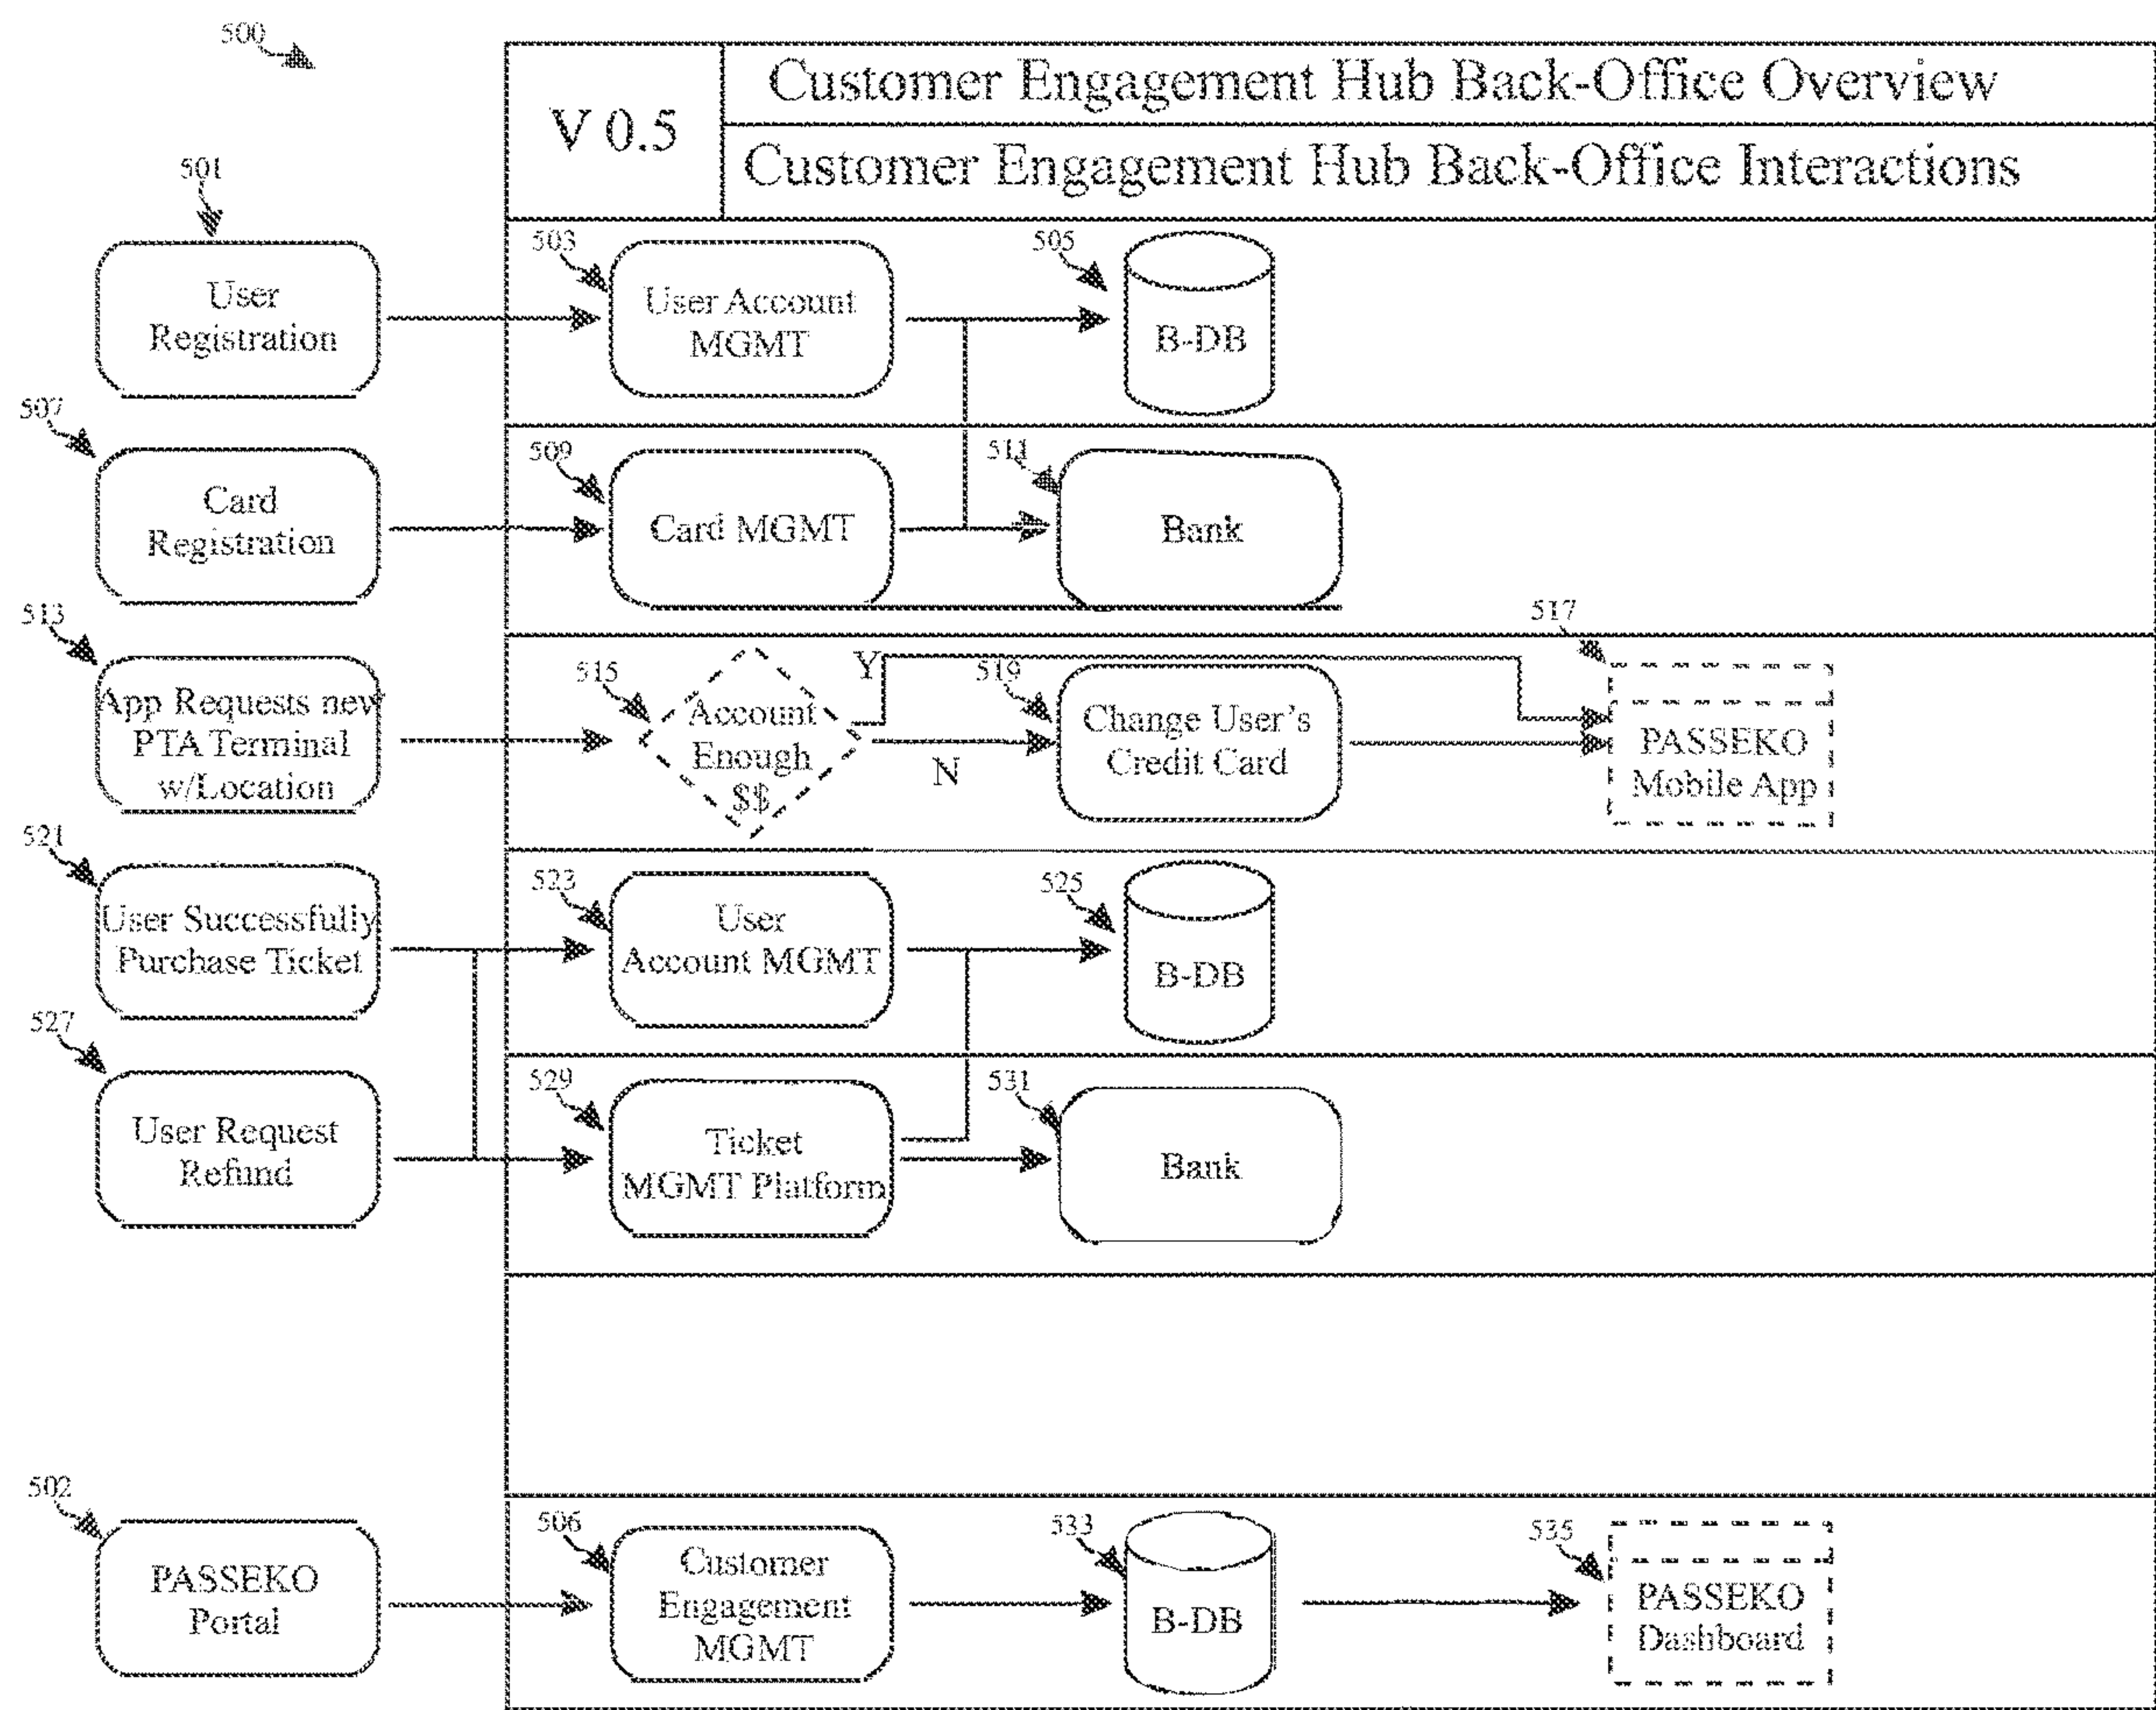 500
V 0.5
Customer Engagement Hub Back-Office Overview
Customer Engagement Hub Back-Office Interactions
501
User
Registration
503
User Account
MGMT
505
B-DB
507
Card
Registration
509
Card MGMT
511
Bank
513
App Requests new
PTA Terminal
w/Location
515
Account
Enough
$$
Y
N
519
Change User's
Credit Card
517
PASSEKO
Mobile App
521
User Successfully
Purchase Ticket
523
User
Account MGMT
525
B-DB
527
User Request
Refund
529
Ticket
MGMT Platform
531
Bank
502
PASSEKO
Portal
506
Customer
Engagement
MGMT
533
B-DB
535
PASSEKO
Dashboard